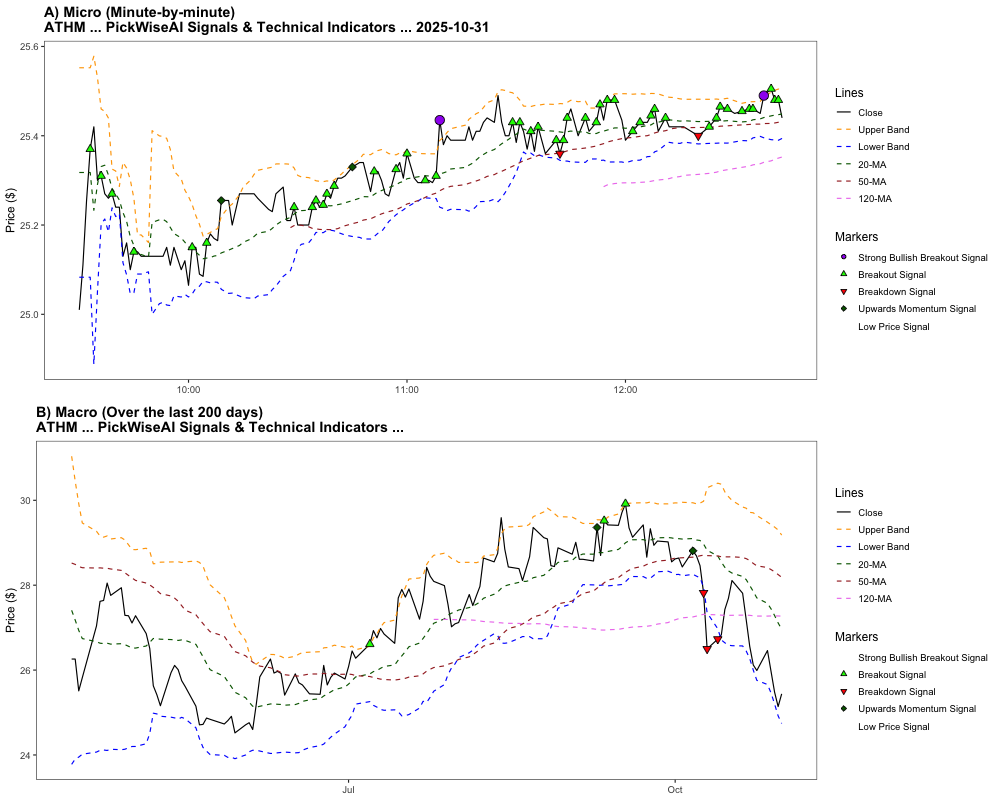 A) Micro (Minute-by-minute)
ATHM ... PickWiseAI Signals & Technical Indicators ... 2025-10-31
25.6
25.4
25.2
25.0
Price ($)
10:00
11:00
12:00
Lines
Close
Upper Band
Lower Band
20-MA
50-MA
120-MA
Markers
Strong Bullish Breakout Signal
Breakout Signal
Breakdown Signal
Upwards Momentum Signal
Low Price Signal
B) Macro (Over the last 200 days)
ATHM ... PickWiseAI Signals & Technical Indicators ...
30
28
26
24
Price ($)
Jul
Oct
Lines
Close
Upper Band
Lower Band
20-MA
50-MA
120-MA
Markers
Strong Bullish Breakout Signal
Breakout Signal
Breakdown Signal
Upwards Momentum Signal
Low Price Signal